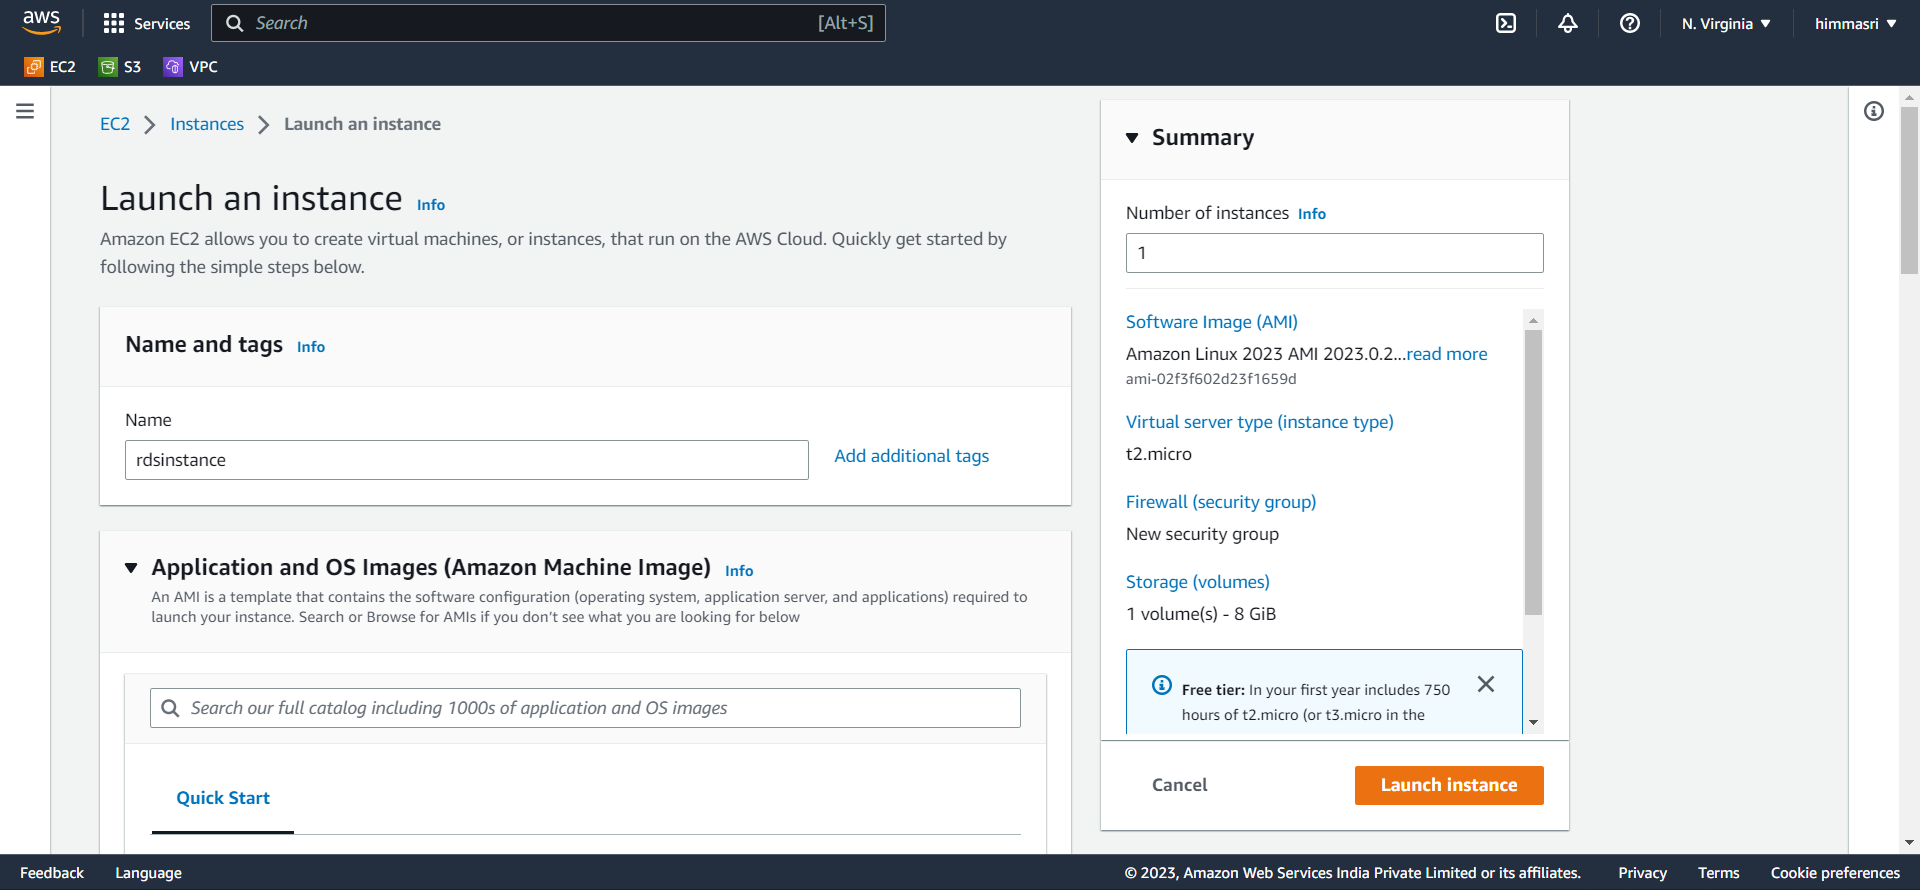 aws
Services
Search
[Alt+S]
N. Virginia
himmasri
EC2
S3
VPC
EC2
Instances
Launch an instance
Launch an instance
Info
Amazon EC2 allows you to create virtual machines, or instances, that run on the AWS Cloud. Quickly get started by
following the simple steps below.
Name and tags
Info
Name
rdsinstance
Add additional tags
Application and OS Images (Amazon Machine Image)
Info
An AMI is a template that contains the software configuration (operating system, application server, and applications) required to
launch your instance. Search or Browse for AMIs if you don't see what you are looking for below
Search our full catalog including 1000s of application and OS images
Quick Start
Summary
Number of instances
Info
1
Software Image (AMI)
Amazon Linux 2023 AMI 2023.0.2...read more
ami-02f3f602d23f1659d
Virtual server type (instance type)
t2.micro
Firewall (security group)
New security group
Storage (volumes)
1 volume(s) - 8 GiB
Free tier: In your first year includes 750
hours of t2.micro (or t3.micro in the
Cancel
Launch instance
Feedback
Language
© 2023, Amazon Web Services India Private Limited or its affiliates.
Privacy
Terms
Cookie preferences